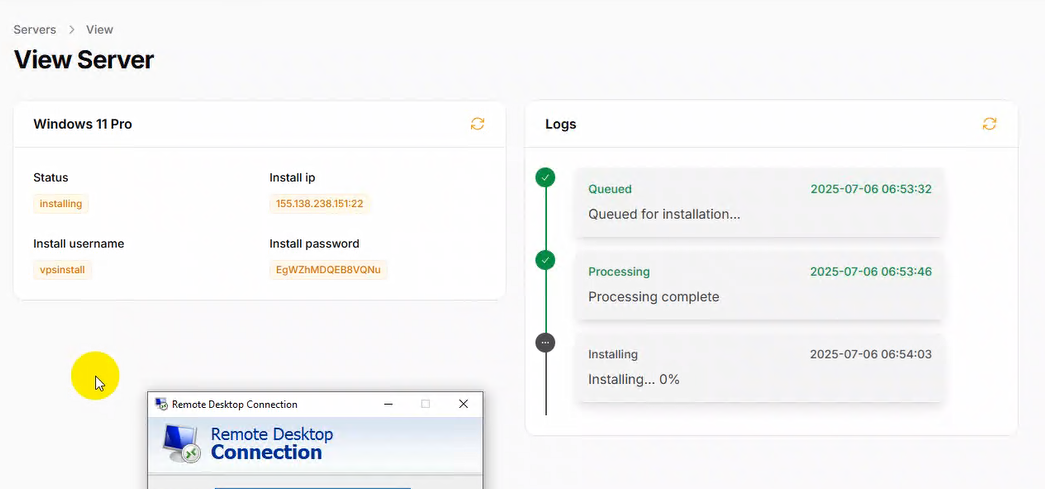 Servers > View
View Server
Windows 11 Pro
Status
installing
Install ip
155.138.238.151:22
Install username
vpsinstall
Install password
EgWZhMDQEB8VQNu
Logs
Queued 2025-07-06 06:53:32
Queued for installation...
Processing 2025-07-06 06:53:46
Processing complete
Installing 2025-07-06 06:54:03
Installing... 0%
Remote Desktop Connection
Remote Desktop
Connection